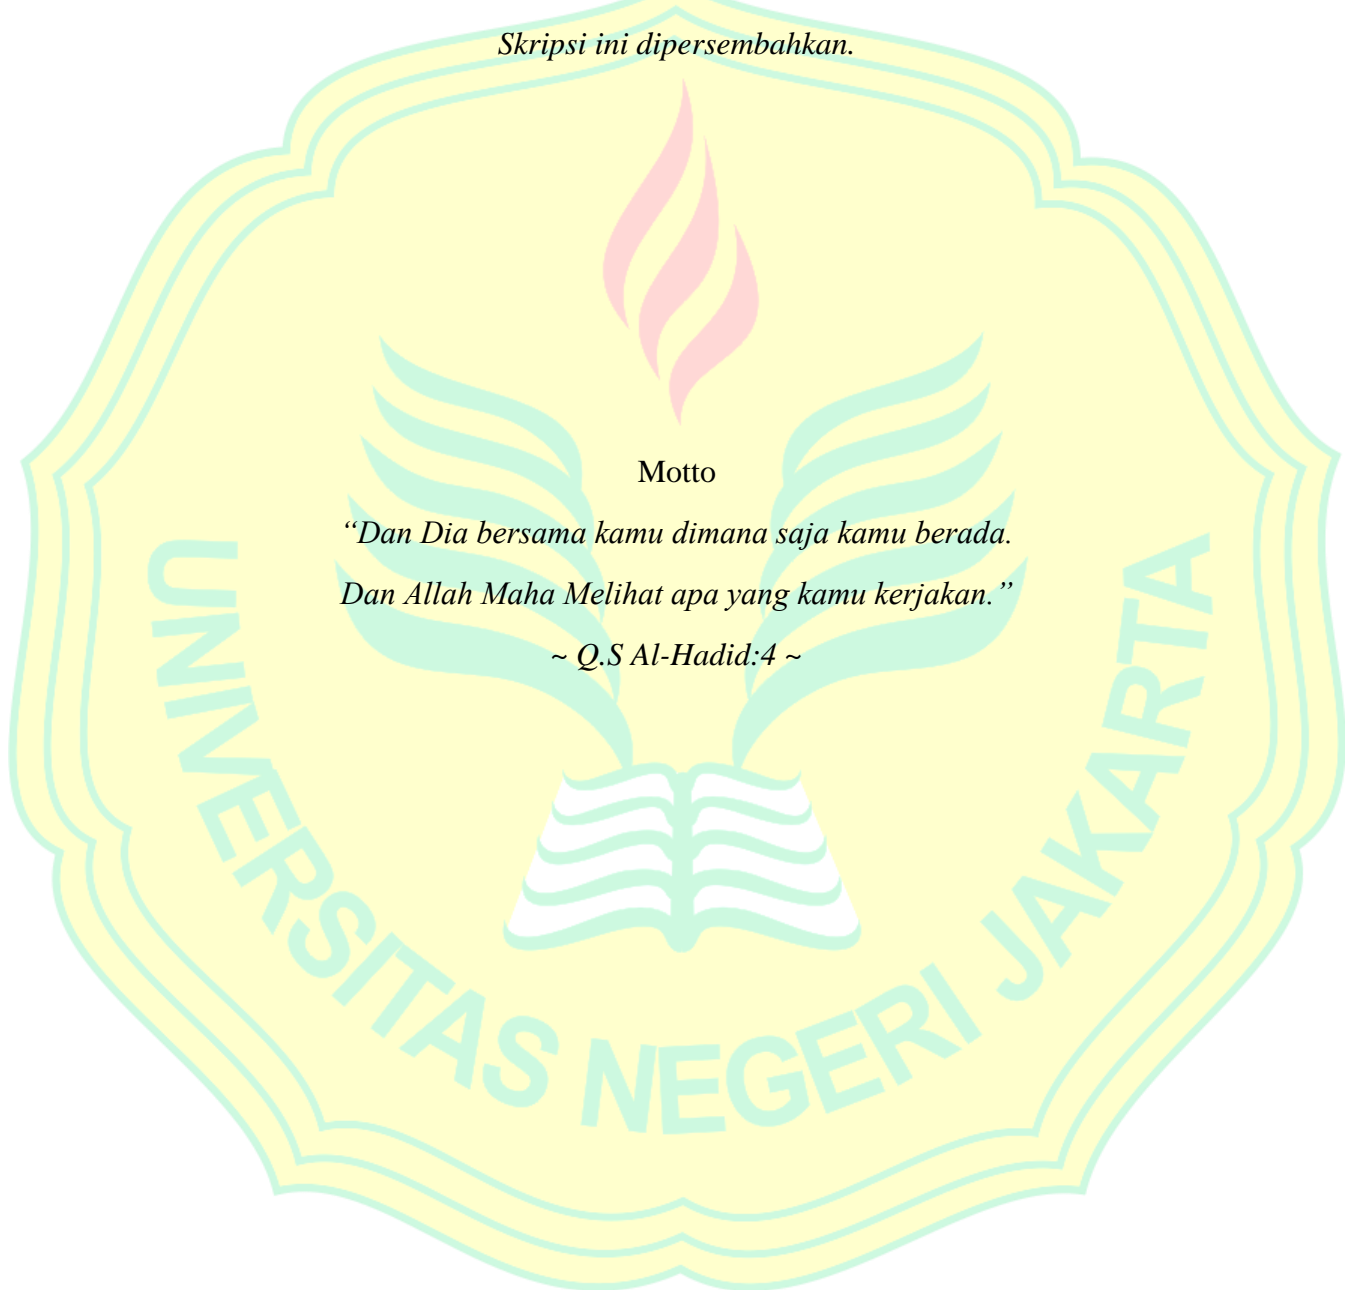 Skripsi ini dipersembahkan.
Motto
“Dan Dia bersama kamu dimana saja kamu berada.
Dan Allah Maha Melihat apa yang kamu kerjakan.”
~ Q.S Al-Hadid:4 ~
UNIVERSITAS NEGERI JAKARTA